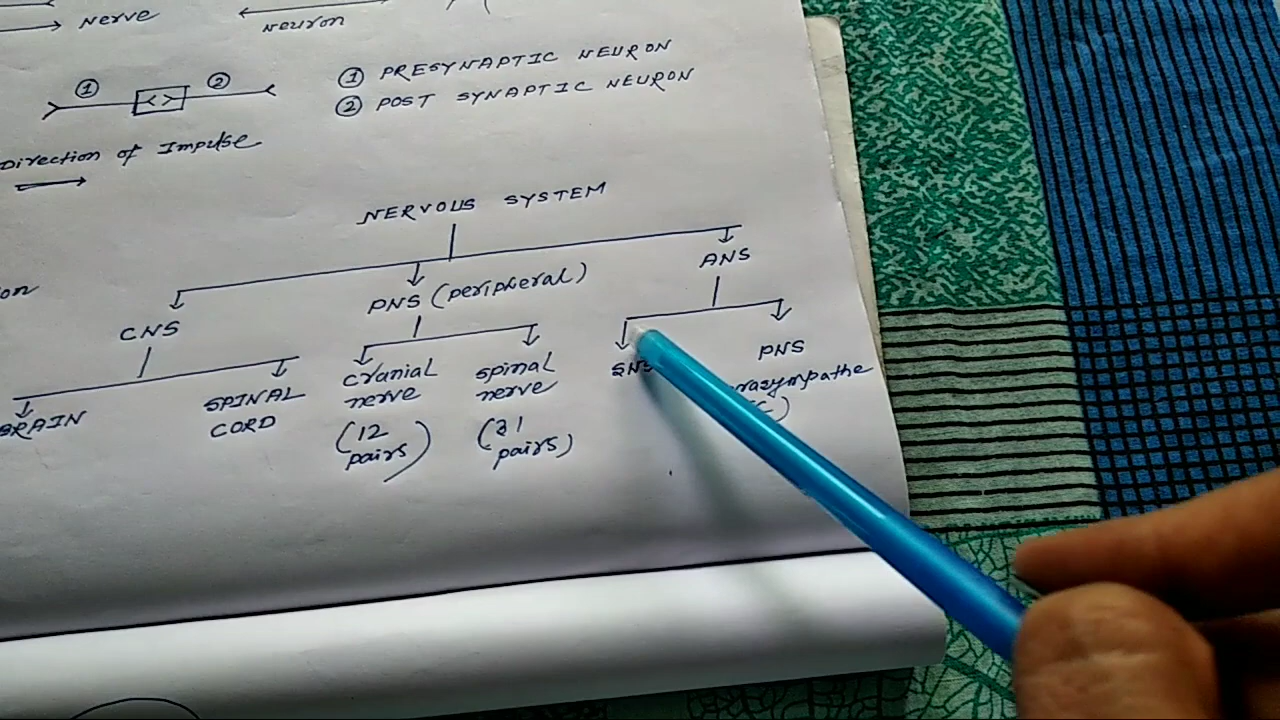 Nerve
Neuron
① ②
① PRESYNAPTIC NEURON
② POST SYNAPTIC NEURON
Direction of Impulse
NERVOUS SYSTEM
CNS
PNS (peripheral)
ANS
BRAIN
SPINAL
CORD
cranial
nerve
(12
pairs)
spinal
nerve
(31
pairs)
SNS
PNS